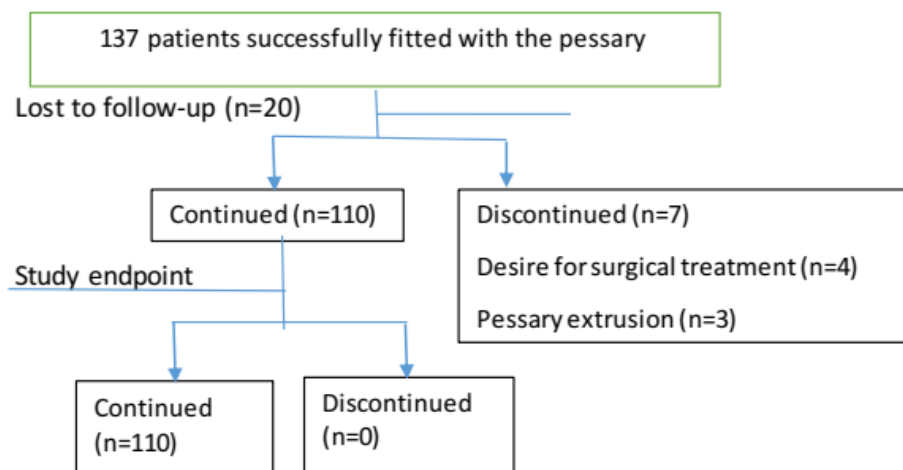 137 patients successfully fitted with the pessary
Lost to follow-up (n=20)
Continued (n=110)
Discontinued (n=7)
Desire for surgical treatment (n=4)
Pessary extrusion (n=3)
Study endpoint
Continued
(n=110)
Discontinued
(n=0)